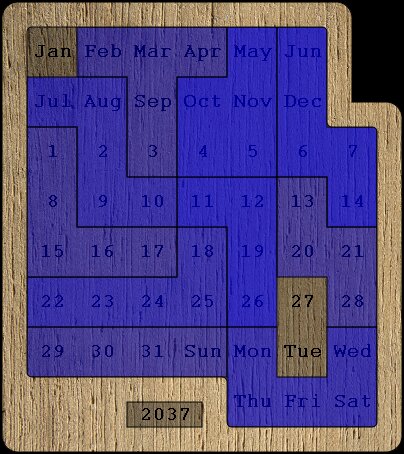 Jan Feb Mar Apr May Jun
Jul Aug Sep Oct Nov Dec
1 2 3 4 5 6 7
8 9 10 11 12 13 14
15 16 17 18 19 20 21
22 23 24 25 26 27 28
29 30 31 Sun Mon Tue Wed
Thu Fri Sat
2037